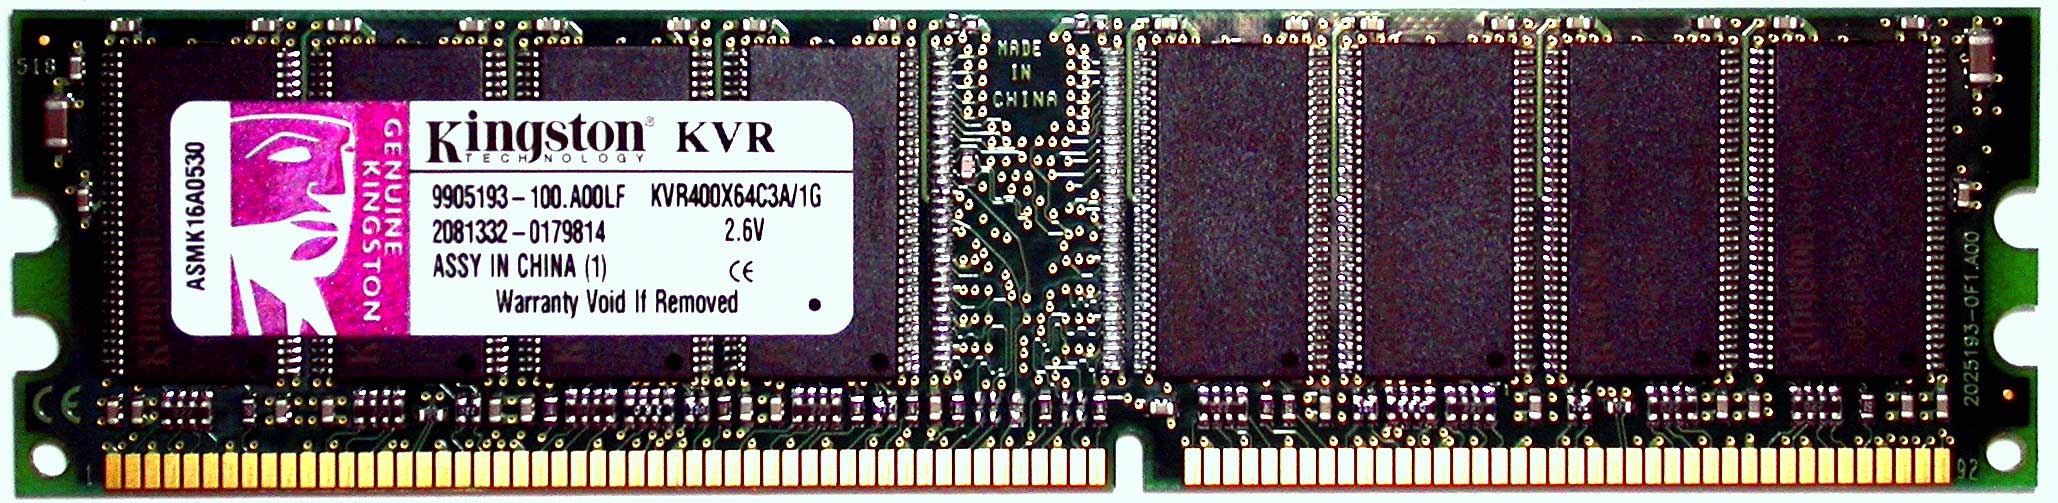 MADE
IN
CHINA
518
ASMK16A0530
GENUINE
KINGSTON
Kingston® KVR
TECHNOLOGY
9905193-100.A00LF KVR400X64C3A/1G
2081332-0179814 2.6V
ASSY IN CHINA (1) CE
Warranty Void If Removed
Kingston
Kingston
2025193-0F1.A00
CE
1
92